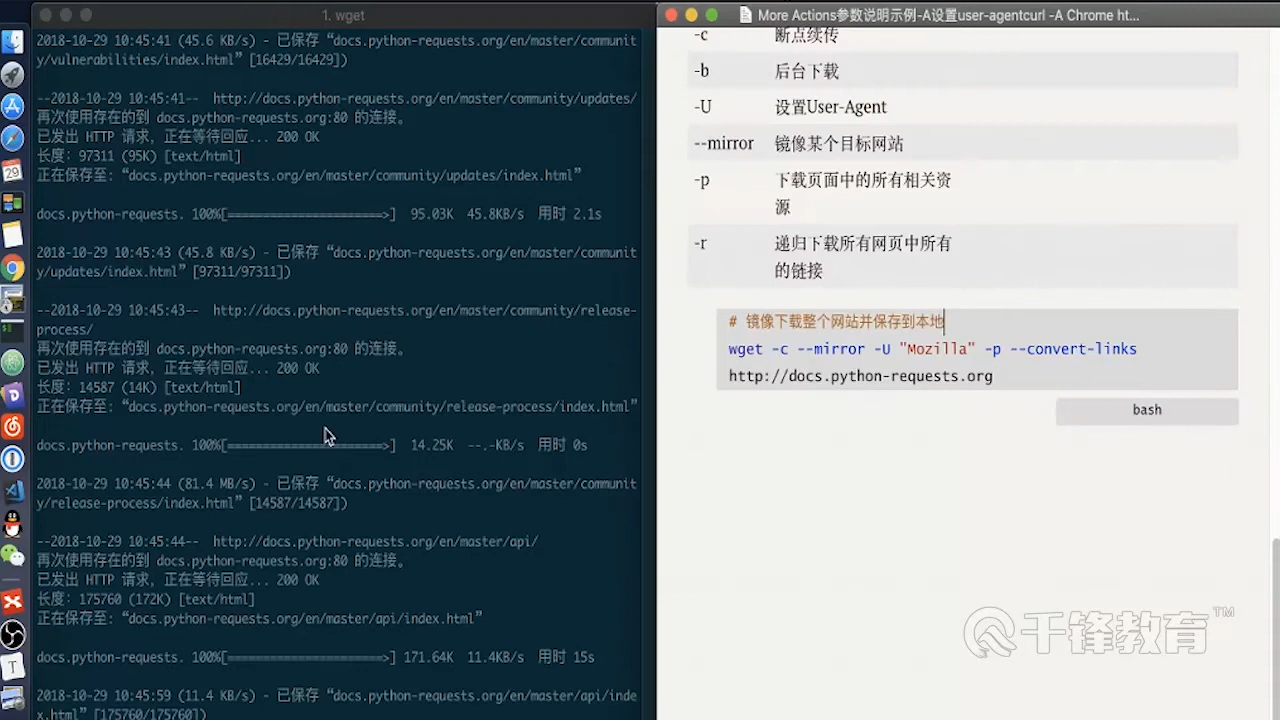 1. wget
2018-10-29 10:45:41 (45.6 KB/s) - 已保存 “docs.python-requests.org/en/master/communit
y/vulnerabilities/index.html” [16429/16429])
--2018-10-29 10:45:41--  http://docs.python-requests.org/en/master/community/updates/
再次使用存在的到 docs.python-requests.org:80 的连接。
已发出 HTTP 请求，正在等待回应... 200 OK
长度：97311 (95K) [text/html]
正在保存至: “docs.python-requests.org/en/master/community/updates/index.html”
docs.python-requests. 100%[=====================>]  95.03K  45.8KB/s  用时 2.1s
2018-10-29 10:45:43 (45.8 KB/s) - 已保存 “docs.python-requests.org/en/master/communit
y/updates/index.html” [97311/97311])
--2018-10-29 10:45:43--  http://docs.python-requests.org/en/master/community/release-
process/
再次使用存在的到 docs.python-requests.org:80 的连接。
已发出 HTTP 请求，正在等待回应... 200 OK
长度：14587 (14K) [text/html]
正在保存至: “docs.python-requests.org/en/master/community/release-process/index.html”
docs.python-requests. 100%[=====================>]  14.25K  --.-KB/s  用时 0s
2018-10-29 10:45:44 (81.4 MB/s) - 已保存 “docs.python-requests.org/en/master/communit
y/release-process/index.html” [14587/14587])
--2018-10-29 10:45:44--  http://docs.python-requests.org/en/master/api/
再次使用存在的到 docs.python-requests.org:80 的连接。
已发出 HTTP 请求，正在等待回应... 200 OK
长度：175760 (172K) [text/html]
正在保存至: “docs.python-requests.org/en/master/api/index.html”
docs.python-requests. 100%[=====================>] 171.64K  11.4KB/s  用时 15s
2018-10-29 10:45:59 (11.4 KB/s) - 已保存 “docs.python-requests.org/en/master/api/inde
x.html” [175760/175760])
More Actions参数说明示例-A设置user-agentcurl -A Chrome ht...
-c 断点续传
-b 后台下载
-U 设置User-Agent
--mirror 镜像某个目标网站
-p 下载页面中的所有相关资
源
-r 递归下载所有网页中所有
的链接
# 镜像下载整个网站并保存到本地
wget -c --mirror -U "Mozilla" -p --convert-links
http://docs.python-requests.org
bash
千锋教育™
29